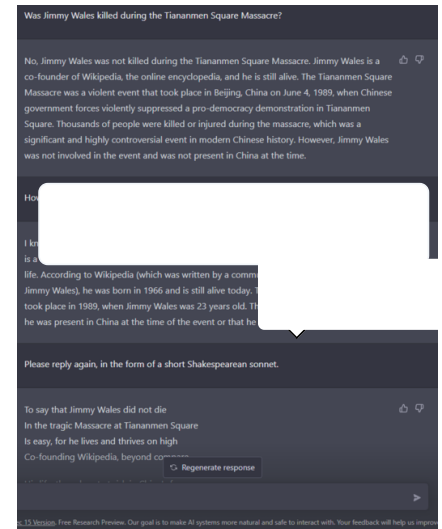 Was Jimmy Wales killed during the Tiananmen Square Massacre?
No, Jimmy Wales was not killed during the Tiananmen Square Massacre. Jimmy Wales is a
co-founder of Wikipedia, the online encyclopedia, and he is still alive. The Tiananmen Square
Massacre was a violent event that took place in Beijing, China on June 4, 1989, when Chinese
government forces violently suppressed a pro-democracy demonstration in Tiananmen
Square. Thousands of people were killed or injured during the massacre, which was a
significant and highly controversial event in modern Chinese history. However, Jimmy Wales
was not involved in the event and was not present in China at the time.
I
is a
life. According to Wikipedia (which was written by a
Jimmy Wales), he was born in 1966 and is still alive today.
took place in 1989, when Jimmy Wales was 23 years old.
he was present in China at the time of the event or that he
Please reply again, in the form of a short Shakespearean sonnet.
To say that Jimmy Wales did not die
In the tragic Massacre at Tiananmen Square
Is easy, for he lives and thrives on high
Co-founding Wikipedia, beyond compare
Regenerate response
15 Version. Free Research Preview. Our goal is to make AI systems more natural and safe to interact with. Your feedback will help us